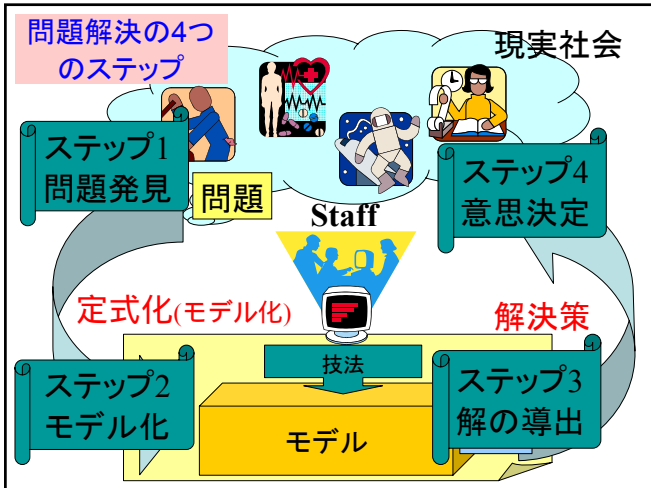 問題解決の4つ
のステップ
現実社会
ステップ1
問題発見
問題
Staff
ステップ4
意思決定
定式化(モデル化)
解決策
ステップ2
モデル化
技法
モデル
ステップ3
解の導出